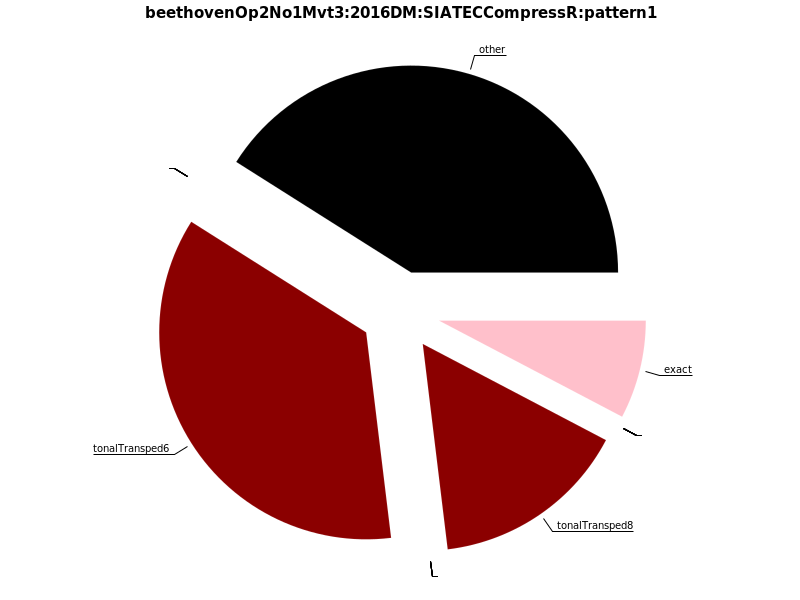 beethovenOp2No1Mvt3:2016DM:SIATECCompressR:pattern1
other
exact
tonalTransped6
tonalTransped8